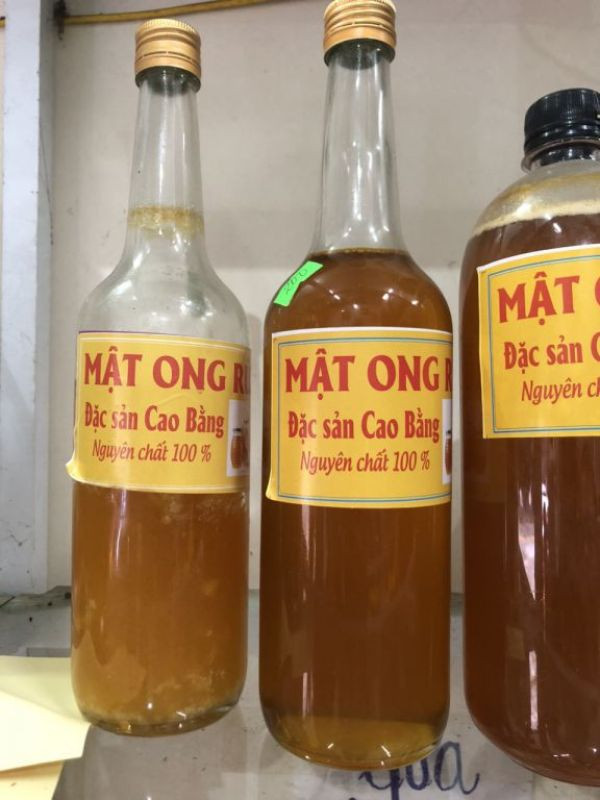 MẬT ONG R
Đặc sản Cao Bằng
Nguyên chất 100 %
200
MẬT ONG R
Đặc sản Cao Bằng
Nguyên chất 100 %
MẬT
Đặc sản C
Nguyên ch